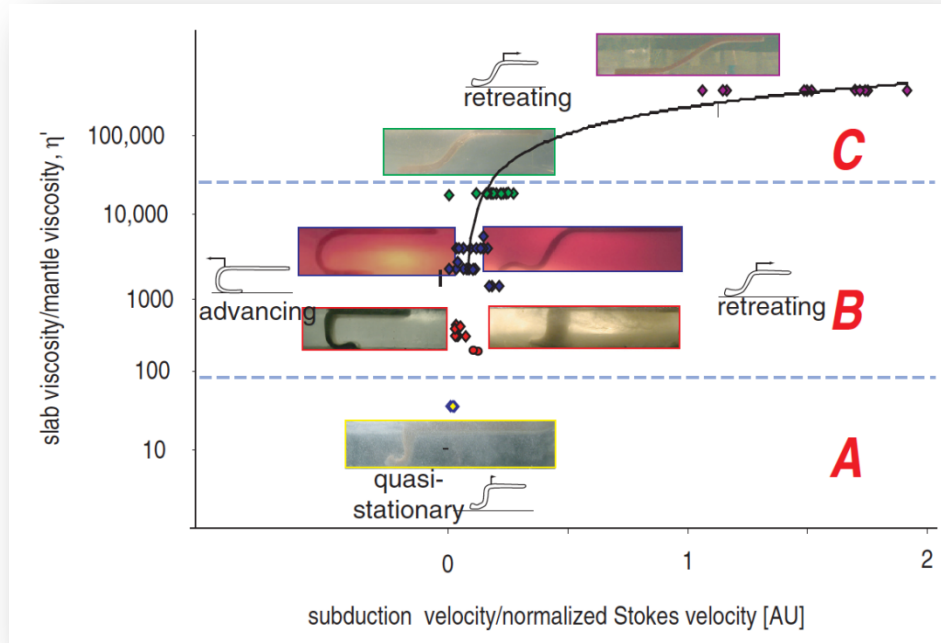 retreating
100,000
C
10,000
advancing
1000
retreating
B
100
10
A
quasi-
stationary
slab viscosity/mantle viscosity, η'
0
1
2
subduction velocity/normalized Stokes velocity [AU]